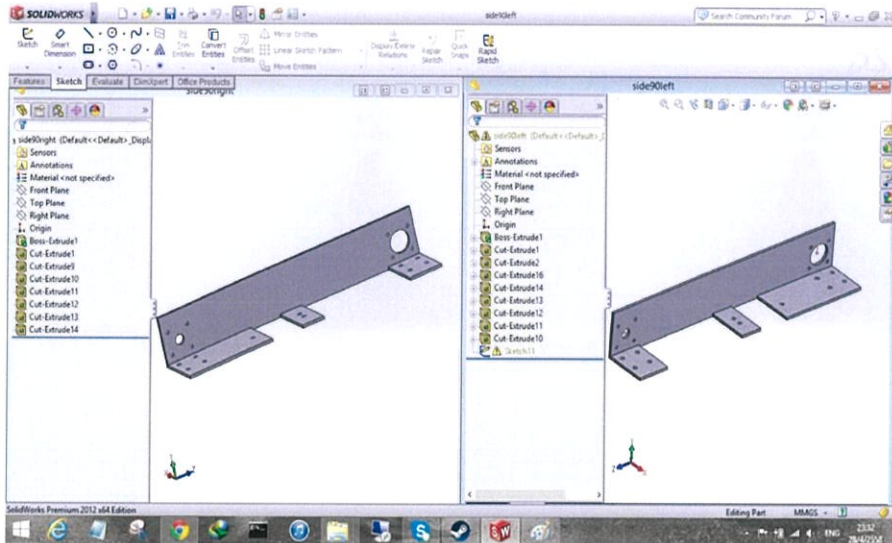 SOLIDWORKS
side90left
Search Community Forum
Sketch
Smart Dimension
Trim Entities
Convert Entities
Offset Entities
Mirror Entities
Linear Sketch Pattern
Move Entities
Display/Delete Relations
Repair Sketch
Quick Snaps
Rapid Sketch
Features Sketch Evaluate DimXpert Office Products
side90right
side90right (Default<<Default>_Displa
Sensors
Annotations
Material <not specified>
Front Plane
Top Plane
Right Plane
Origin
Boss-Extrude1
Cut-Extrude1
Cut-Extrude9
Cut-Extrude10
Cut-Extrude11
Cut-Extrude12
Cut-Extrude13
Cut-Extrude14
side90left
side90left (Default<<Default>_D
Sensors
Annotations
Material <not specified>
Front Plane
Top Plane
Right Plane
Origin
Boss-Extrude1
Cut-Extrude1
Cut-Extrude2
Cut-Extrude16
Cut-Extrude14
Cut-Extrude13
Cut-Extrude12
Cut-Extrude11
Cut-Extrude10
Sketch11
SolidWorks Premium 2012 x64 Edition
Editing Part MMGS
ENG
23:32